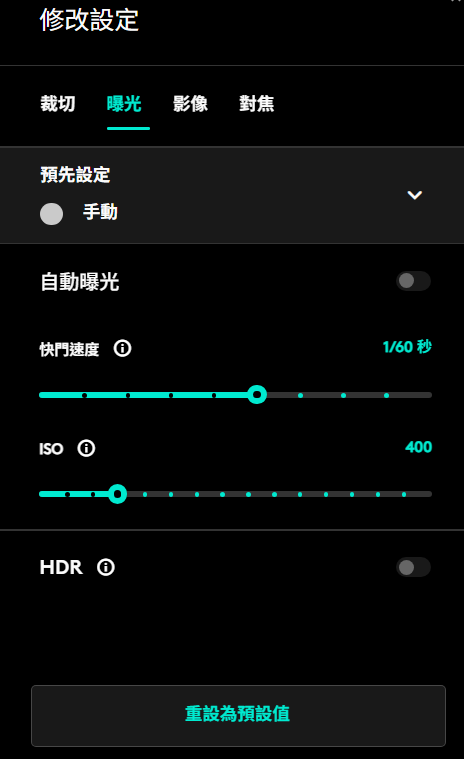 修改設定
裁切 曝光 影像 對焦
預先設定
手動
自動曝光
快門速度 1/60 秒
ISO 400
HDR
重設為預設值